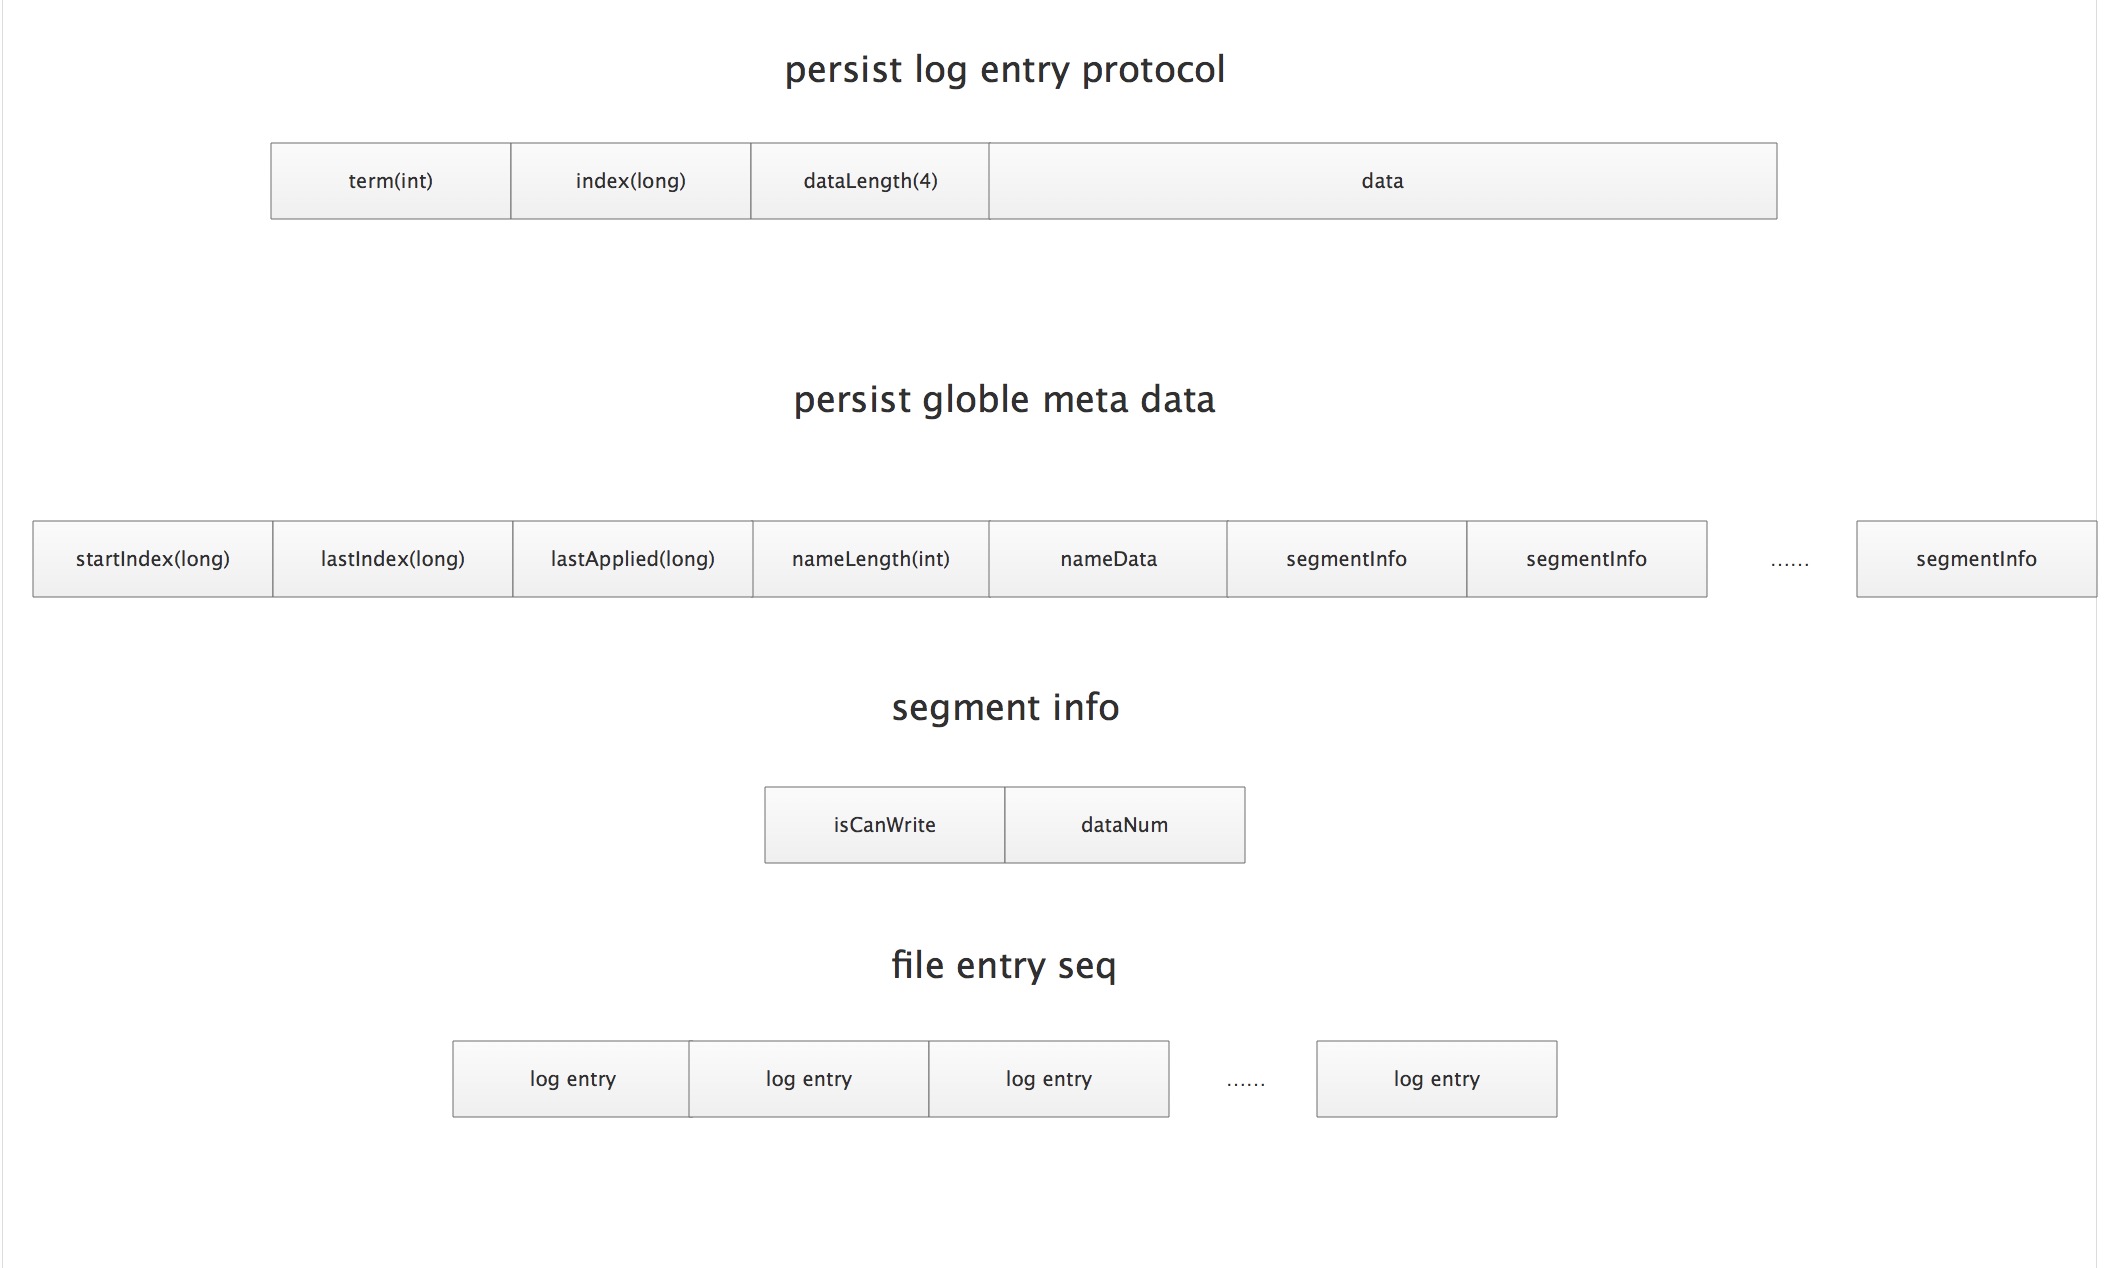 persist log entry protocol
term(int) index(long) dataLength(4) data
persist globle meta data
startIndex(long) lastIndex(long) lastApplied(long) nameLength(int) nameData segmentInfo segmentInfo ...... segmentInfo
segment info
isCanWrite dataNum
file entry seq
log entry log entry log entry ...... log entry